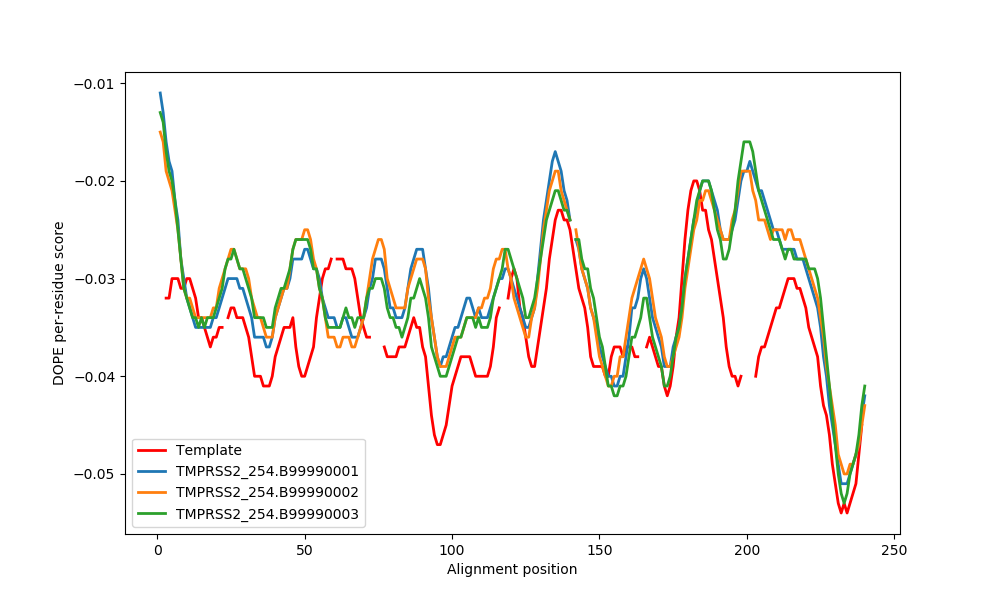 −0.01
−0.02
−0.03
−0.04
−0.05
DOPE per-residue score
Template
TMPRSS2_254.B99990001
TMPRSS2_254.B99990002
TMPRSS2_254.B99990003
0 50 100 150 200 250
Alignment position